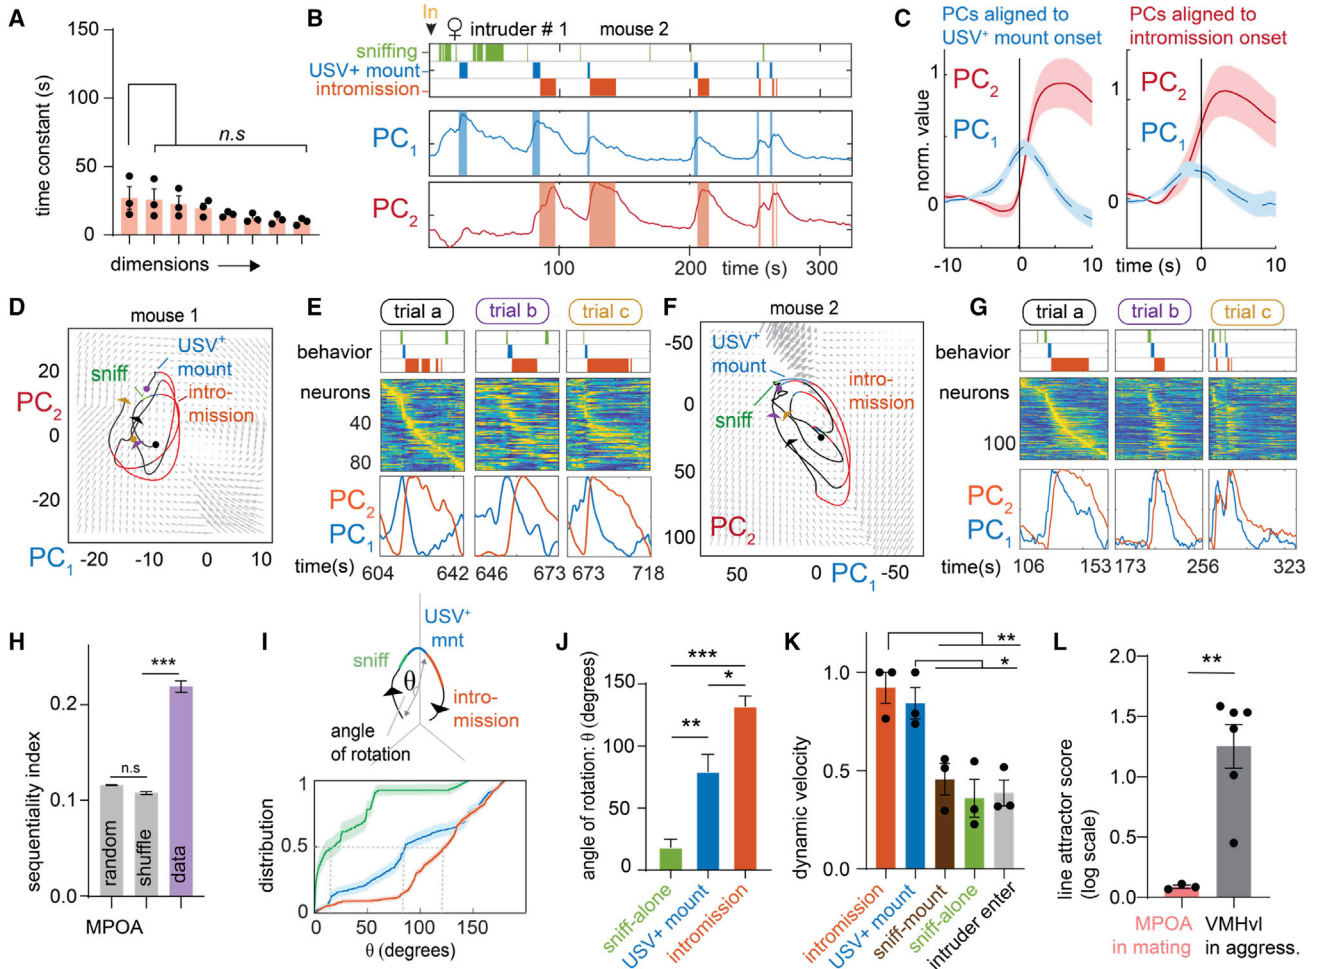 A
150
100
50
0
time constant (s)
n.s
dimensions
B
In
♀ intruder # 1 mouse 2
sniffing
USV+ mount
intromission
PC1
PC2
100 200 time (s) 300
C
PCs aligned to
USV+ mount onset
PCs aligned to
intromission onset
norm. value
1
0
PC2
PC1
-10 0 10
1
0
PC2
PC1
time (s) 0 10
D
mouse 1
USV+
mount
sniff
intro-
mission
PC2
20
0
-20
PC1
-20 -10 0 10
E
trial a trial b trial c
behavior
neurons
40
80
PC2
PC1
time(s)
604 642 646 673 673 718
F
mouse 2
-50
0
50
100
USV+
mount
intro-
mission
sniff
PC2
50 0 PC1 -50
G
trial a trial b trial c
behavior
neurons
100
PC2
PC1
time(s)
106 153 173 256 323
H
sequentiality index
0.2
0.1
0.0
***
n.s
random
shuffle
data
MPOA
I
USV+
mnt
sniff
θ
intro-
mission
angle
of rotation
distribution
1
0.5
0
0 50 100 150
θ (degrees)
J
angle of rotation: θ (degrees)
150
100
50
0
***
*
**
sniff-alone
USV+ mount
intromission
K
dynamic velocity
1.0
0.5
0.0
**
*
intromission
USV+ mount
sniff-mount
sniff-alone
intruder enter
L
line attractor score
(log scale)
2.0
1.5
1.0
0.5
0.0
**
MPOA
in mating
VMHvl
in aggress.